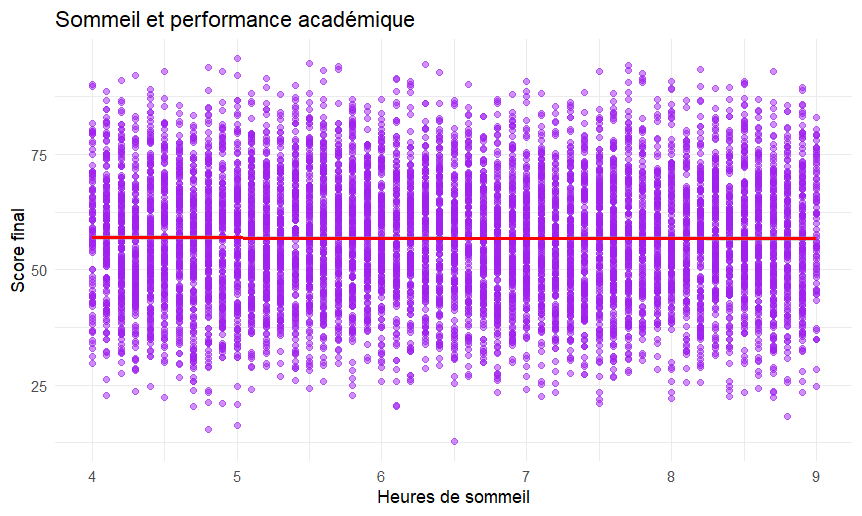 Sommeil et performance académique
Score final
75
50
25
4 5 6 7 8 9
Heures de sommeil